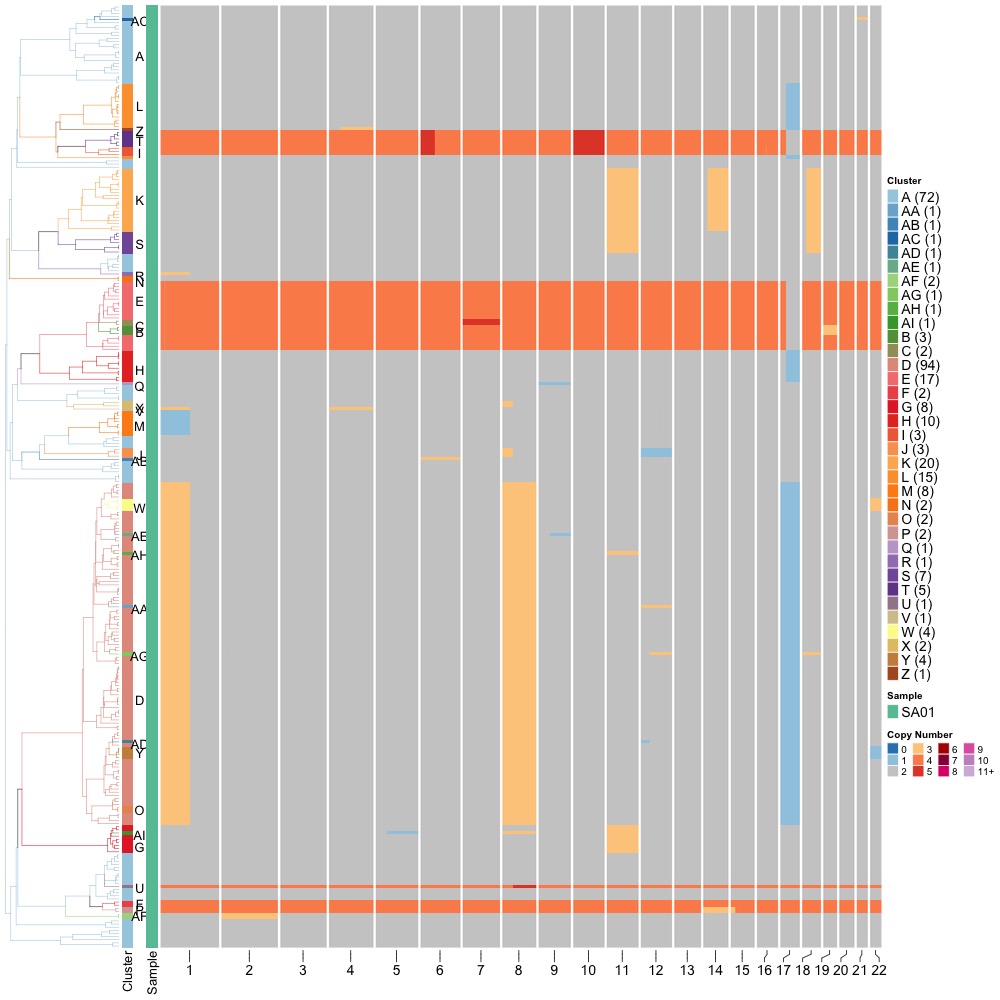 AC
A
L
Z
T
I
K
S
R
N
E
C
B
H
Q
X
V
M
J
AB
W
AE
AH
AA
AG
D
AD
Y
O
AI
G
U
F
P
AF
Cluster
Sample
1 2 3 4 5 6 7 8 9 10 11 12 13 14 15 16 17 18 19 20 21 22
Cluster
A (72)
AA (1)
AB (1)
AC (1)
AD (1)
AE (1)
AF (2)
AG (1)
AH (1)
AI (1)
B (3)
C (2)
D (94)
E (17)
F (2)
G (8)
H (10)
I (3)
J (3)
K (20)
L (15)
M (8)
N (2)
O (2)
P (2)
Q (1)
R (1)
S (7)
T (5)
U (1)
V (1)
W (4)
X (2)
Y (4)
Z (1)
Sample
SA01
Copy Number
0 3 6 9
1 4 7 10
2 5 8 11+